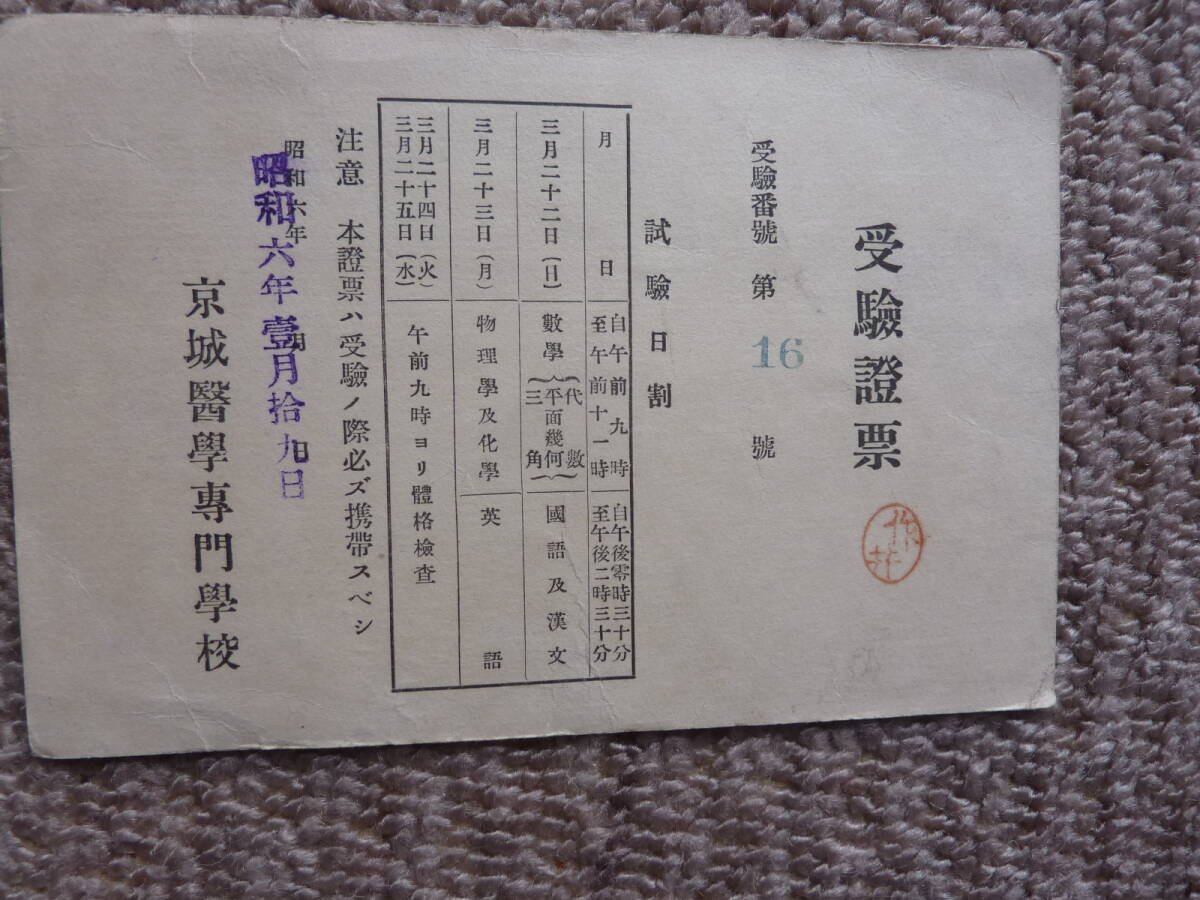 受驗證票
受驗番號 第 16 號
試驗日割
月 日
自午前九時
至午前十一時
自午後零時三十分
至午後二時三十分
三月二十二日(日)
數學
代數
平面幾何
三角
國語及漢文
三月二十三日(月)
物理學及化學
英語
三月二十四日(火)
三月二十五日(水)
午前九時ヨリ體格檢查
注意 本證票ハ受驗ノ際必ズ携帶スベシ
昭和六年 月 日
昭和六年壹月拾九日
京城醫學專門學校